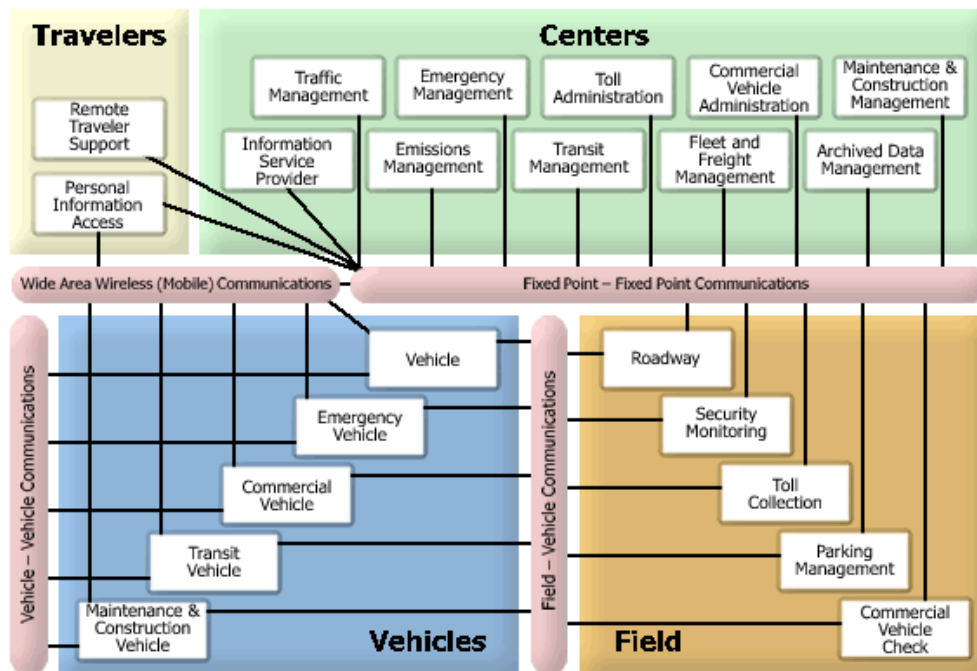 Travelers
Centers
Traffic
Management
Emergency
Management
Toll
Administration
Commercial
Vehicle
Administration
Maintenance &
Construction
Management
Remote
Traveler
Support
Information
Service
Provider
Emissions
Management
Transit
Management
Fleet and
Freight
Management
Archived Data
Management
Personal
Information
Access
Wide Area Wireless (Mobile) Communications
Fixed Point – Fixed Point Communications
Vehicle – Vehicle Communications
Vehicle
Emergency
Vehicle
Commercial
Vehicle
Transit
Vehicle
Maintenance &
Construction
Vehicle
Vehicles
Field – Vehicle Communications
Roadway
Security
Monitoring
Toll
Collection
Parking
Management
Commercial
Vehicle
Check
Field